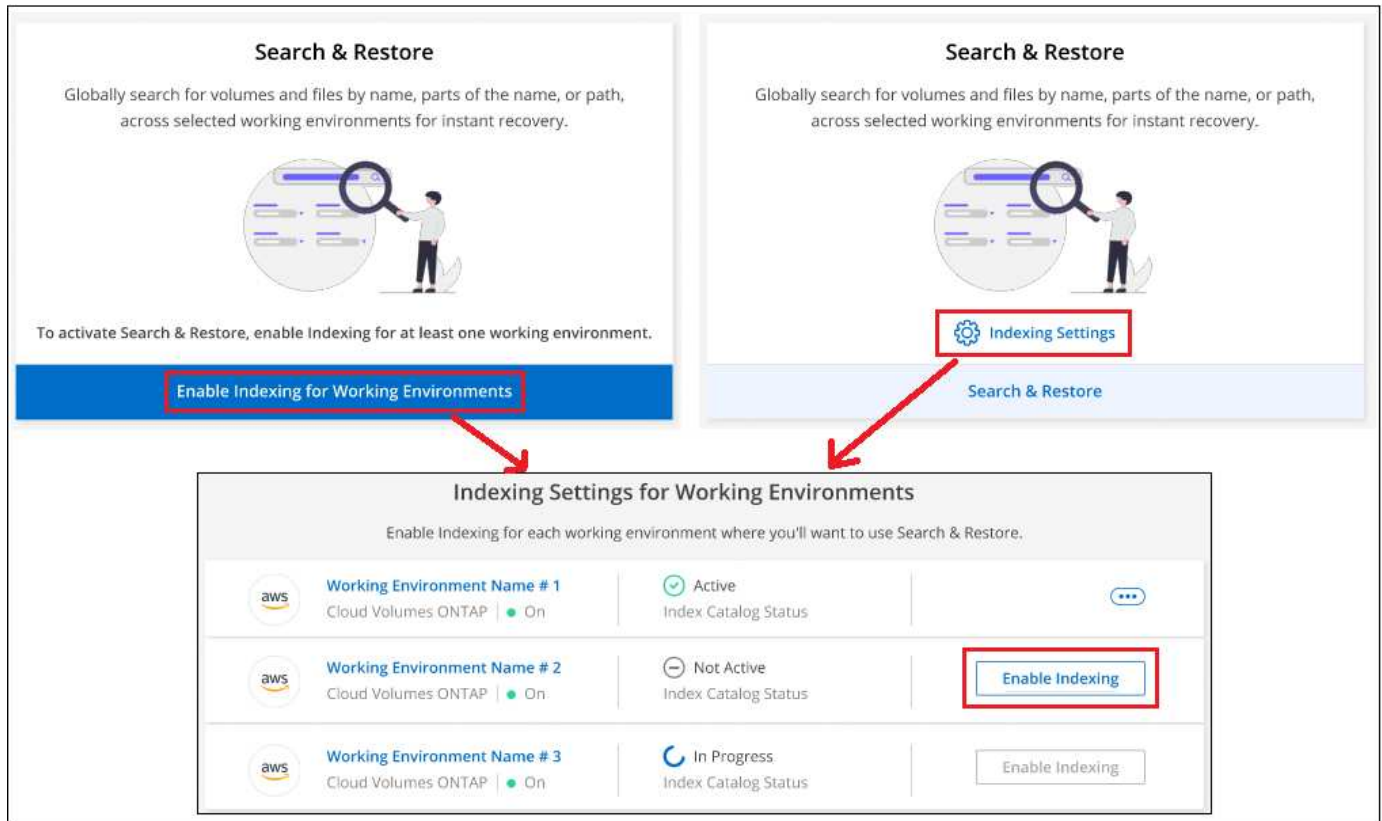 Search & Restore
Globally search for volumes and files by name, parts of the name, or path,
across selected working environments for instant recovery.
To activate Search & Restore, enable Indexing for at least one working environment.
Enable Indexing for Working Environments
Search & Restore
Globally search for volumes and files by name, parts of the name, or path,
across selected working environments for instant recovery.
Indexing Settings
Search & Restore
Indexing Settings for Working Environments
Enable Indexing for each working environment where you'll want to use Search & Restore.
aws
Working Environment Name # 1
Cloud Volumes ONTAP | On
Active
Index Catalog Status
aws
Working Environment Name # 2
Cloud Volumes ONTAP | On
Not Active
Index Catalog Status
Enable Indexing
aws
Working Environment Name # 3
Cloud Volumes ONTAP | On
In Progress
Index Catalog Status
Enable Indexing